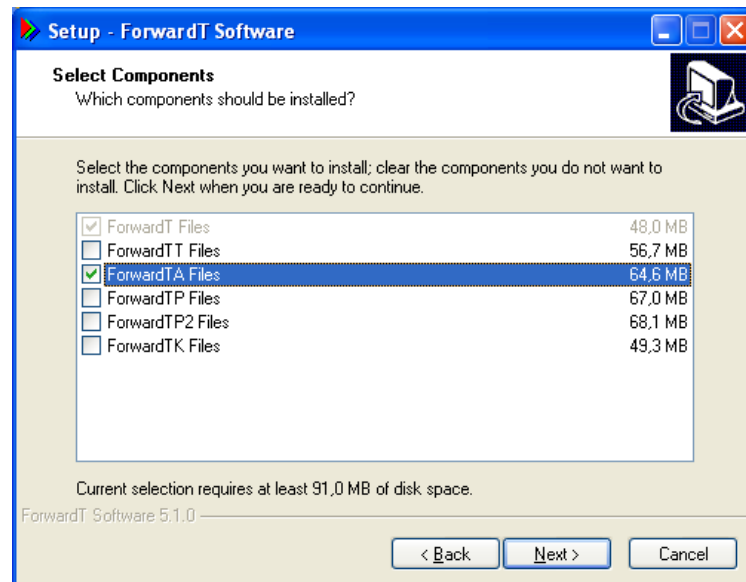 Setup - ForwardT Software
Select Components
Which components should be installed?
Select the components you want to install; clear the components you do not want to
install. Click Next when you are ready to continue.
ForwardT Files 48,0 MB
ForwardTT Files 56,7 MB
ForwardTA Files 64,6 MB
ForwardTP Files 67,0 MB
ForwardTP2 Files 68,1 MB
ForwardTK Files 49,3 MB
Current selection requires at least 91,0 MB of disk space.
ForwardT Software 5.1.0
< Back Next > Cancel